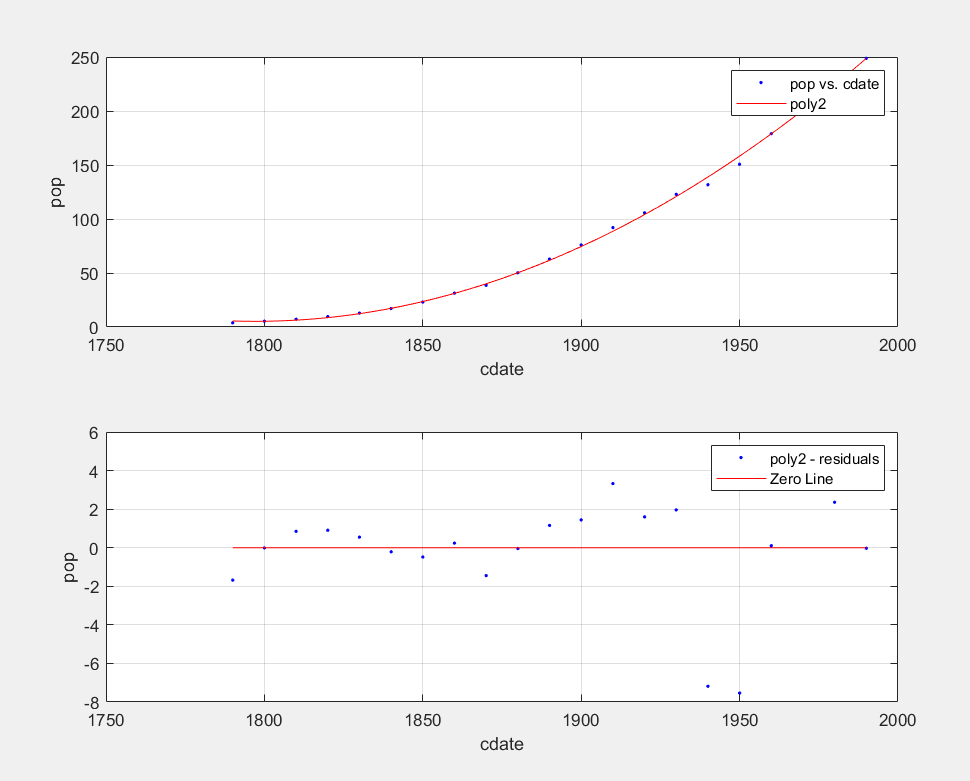 250
200
150
100
50
0
pop
1750 1800 1850 1900 1950 2000
cdate
pop vs. cdate
poly2
6
4
2
0
-2
-4
-6
-8
pop
1750 1800 1850 1900 1950 2000
cdate
poly2 - residuals
Zero Line